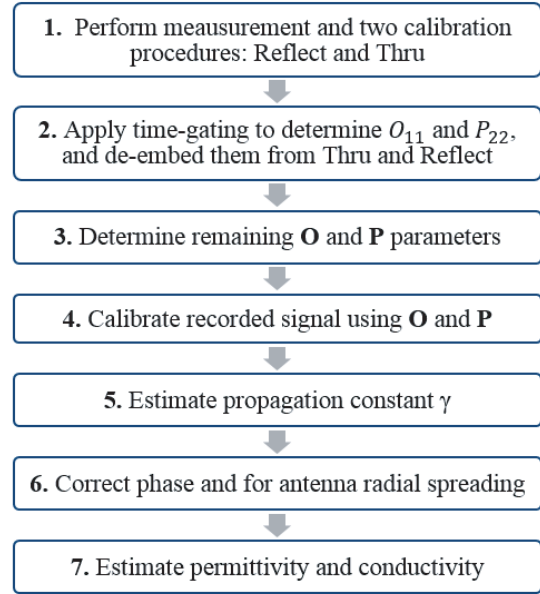 1. Perform meausurement and two calibration
procedures: Reflect and Thru
2. Apply time-gating to determine O₁₁ and P₂₂,
and de-embed them from Thru and Reflect
3. Determine remaining O and P parameters
4. Calibrate recorded signal using O and P
5. Estimate propagation constant γ
6. Correct phase and for antenna radial spreading
7. Estimate permittivity and conductivity